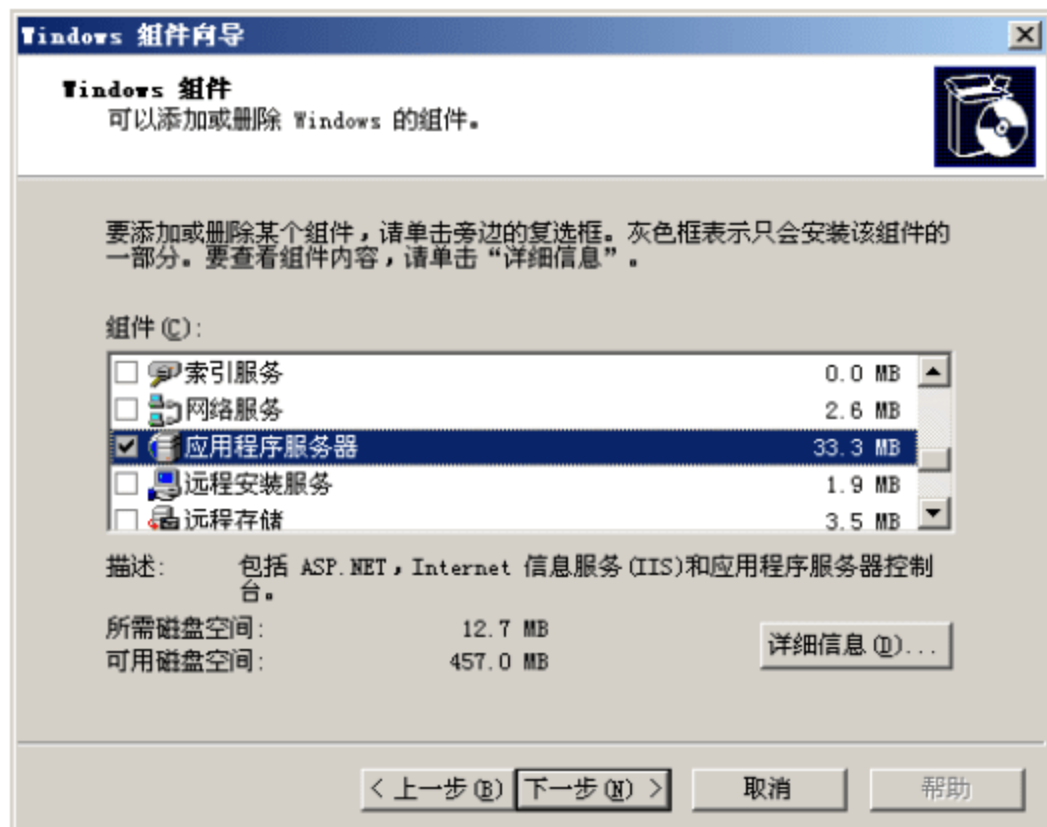 Windows 组件向导
Windows 组件
可以添加或删除 Windows 的组件。
要添加或删除某个组件，请单击旁边的复选框。灰色框表示只会安装该组件的
一部分。要查看组件内容，请单击“详细信息”。
组件(C):
索引服务 0.0 MB
网络服务 2.6 MB
应用程序服务器 33.3 MB
远程安装服务 1.9 MB
远程存储 3.5 MB
描述: 包括 ASP.NET，Internet 信息服务(IIS)和应用程序服务器控制
台。
所需磁盘空间: 12.7 MB
可用磁盘空间: 457.0 MB
详细信息(D)...
< 上一步(B) 下一步(N) > 取消 帮助